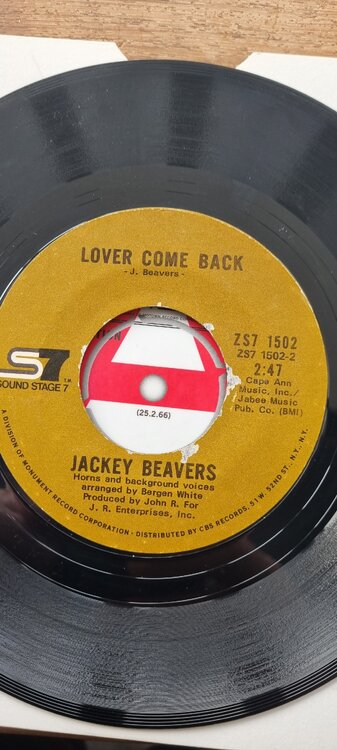 LOVER COME BACK
- J. Beavers -
ZS7 1502
ZS7 1502-2
2:47
Cape Ann
Music, Inc./
Jabee Music
Pub. Co. (BMI)
S7
SOUND STAGE 7 TM
(25.2.66)
JACKEY BEAVERS
Horns and background voices
arranged by Bergen White
Produced by John R. For
J. R. Enterprises, Inc.
A DIVISION OF MONUMENT RECORD CORPORATION - DISTRIBUTED BY CBS RECORDS, 51 W. 52ND ST. N.Y., N.Y.